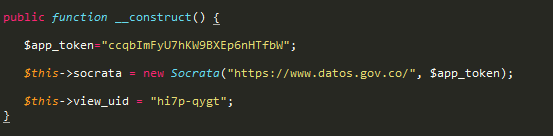 public function __construct() {
$app_token="ccqbImFyU7hKW9BXEp6nHTfbW";
$this->socrata = new Socrata("https://www.datos.gov.co/", $app_token);
$this->view_uid = "hi7p-qygt";
}